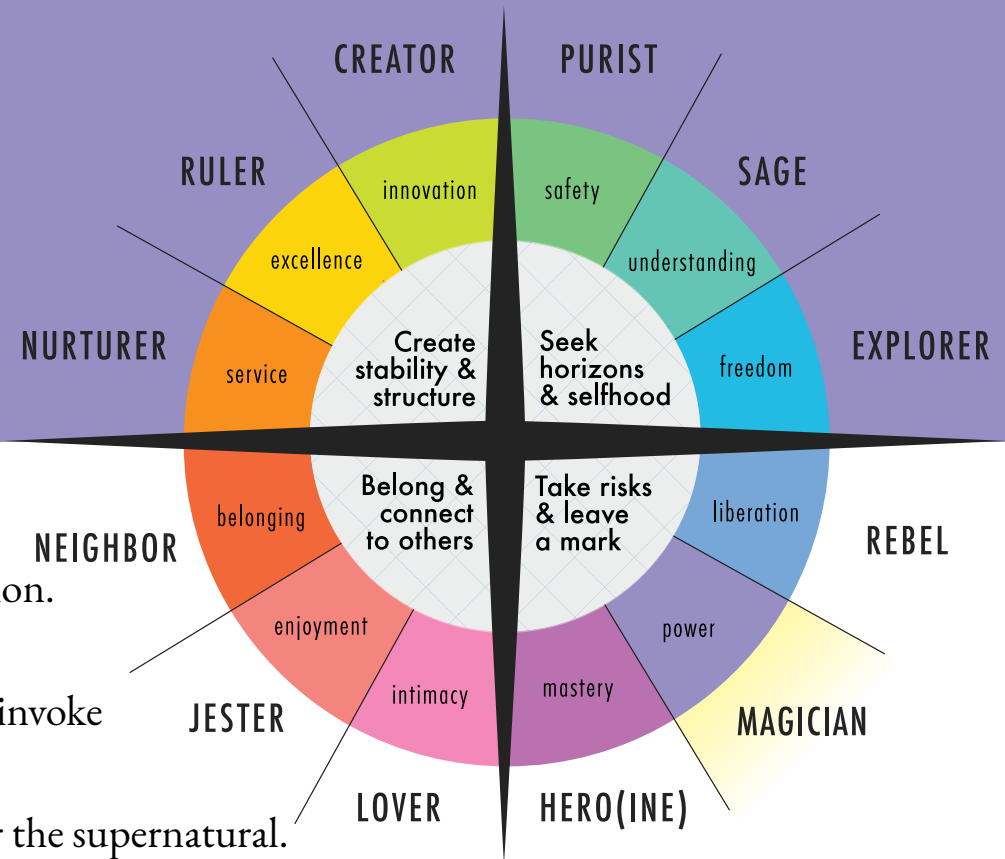 CREATOR
PURIST
RULER
SAGE
innovation
safety
excellence
understanding
NURTURER
EXPLORER
service
freedom
Create
stability &
structure
Seek
horizons
& selfhood
Belong &
connect
to others
Take risks
& leave
a mark
belonging
liberation
NEIGHBOR
REBEL
on.
enjoyment
power
invoke
JESTER
intimacy
mastery
MAGICIAN
LOVER
HERO(INE)
the supernatural.